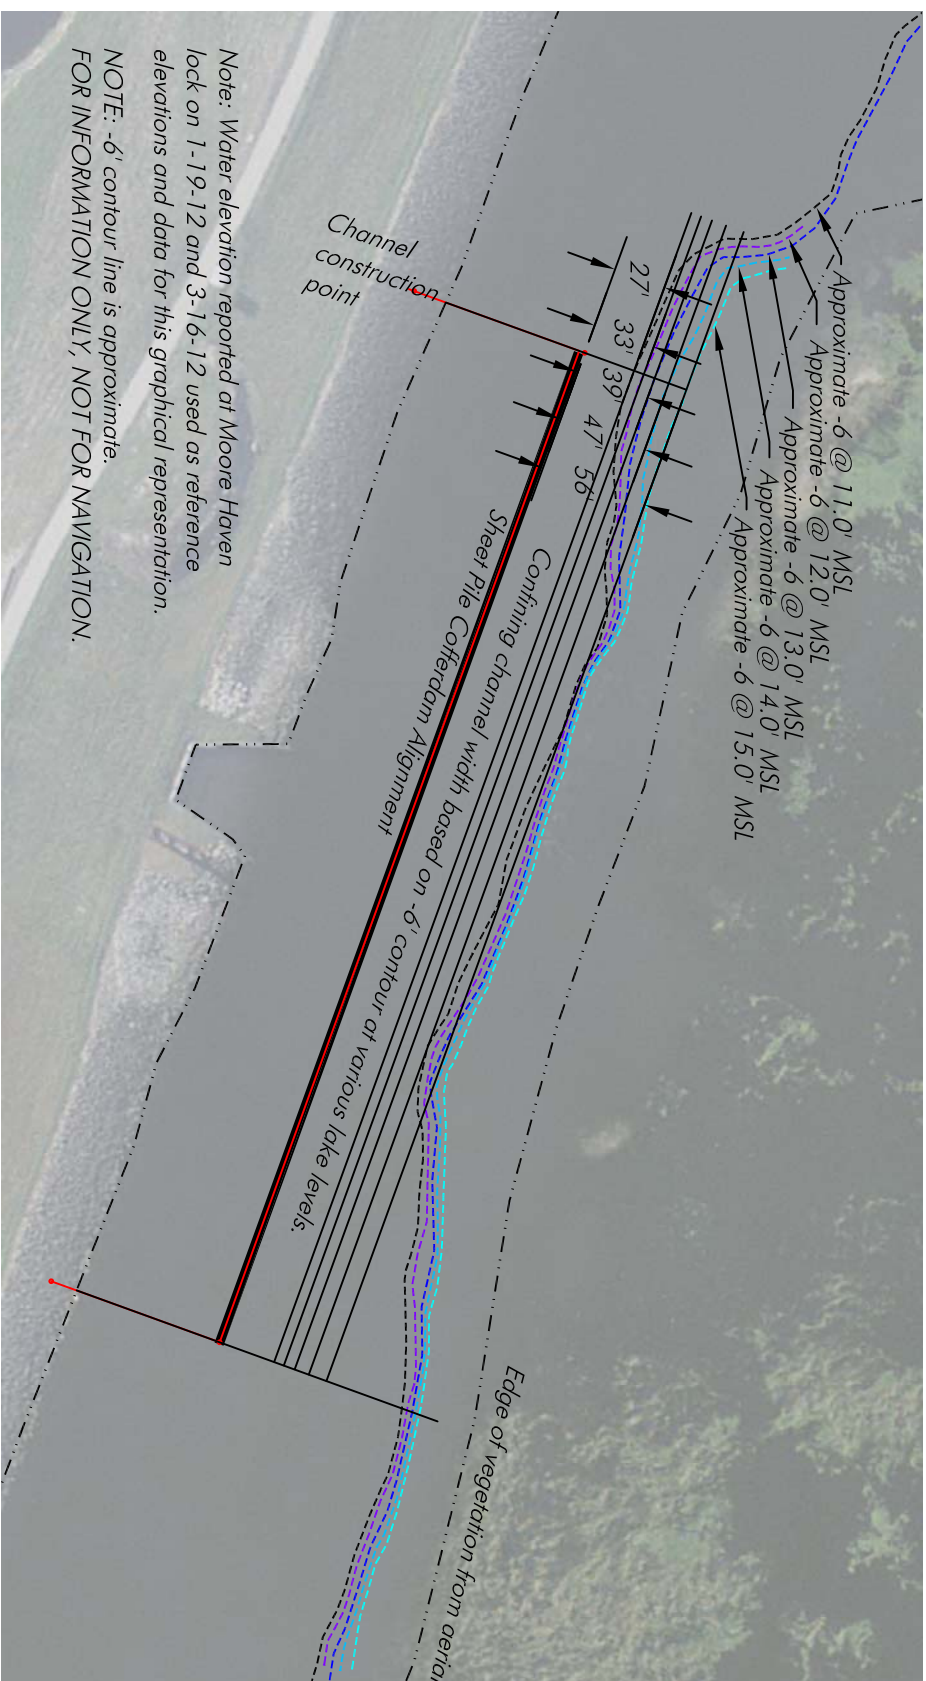 Approximate -6 @ 11.0' MSL
Approximate -6 @ 12.0' MSL
Approximate -6 @ 13.0' MSL
Approximate -6 @ 14.0' MSL
Approximate -6 @ 15.0' MSL
27'
33'
39'
47'
56'
Channel
construction
point
Confining channel width based on -6' contour at various lake levels.
Sheet Pile Cofferdam Alignment
Edge of vegetation from aerial
Note: Water elevation reported at Moore Haven
lock on 1-19-12 and 3-16-12 used as reference
elevations and data for this graphical representation.
NOTE: -6' contour line is approximate.
FOR INFORMATION ONLY, NOT FOR NAVIGATION.